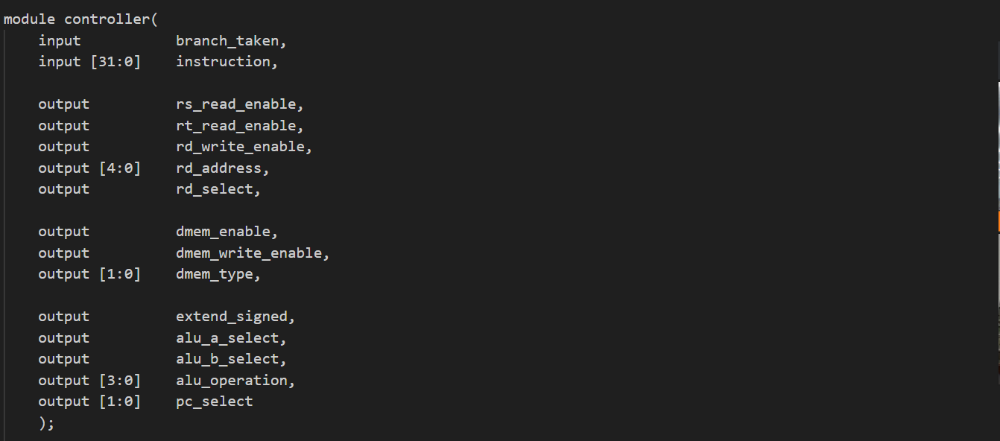 module controller(
input branch_taken,
input [31:0] instruction,
output rs_read_enable,
output rt_read_enable,
output rd_write_enable,
output [4:0] rd_address,
output rd_select,
output dmem_enable,
output dmem_write_enable,
output [1:0] dmem_type,
output extend_signed,
output alu_a_select,
output alu_b_select,
output [3:0] alu_operation,
output [1:0] pc_select
);